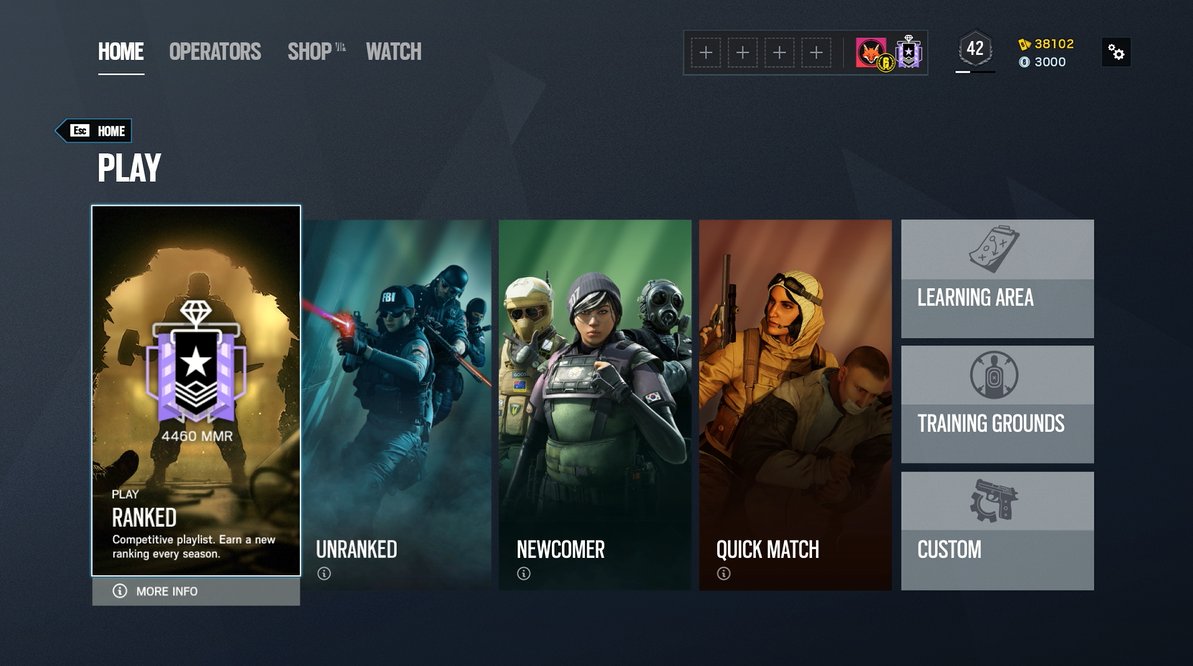 HOME OPERATORS SHOP WATCH
42
38102
3000
Esc HOME
PLAY
4460 MMR
PLAY
RANKED
Competitive playlist. Earn a new
ranking every season.
MORE INFO
FBI
UNRANKED
NEWCOMER
QUICK MATCH
LEARNING AREA
TRAINING GROUNDS
CUSTOM